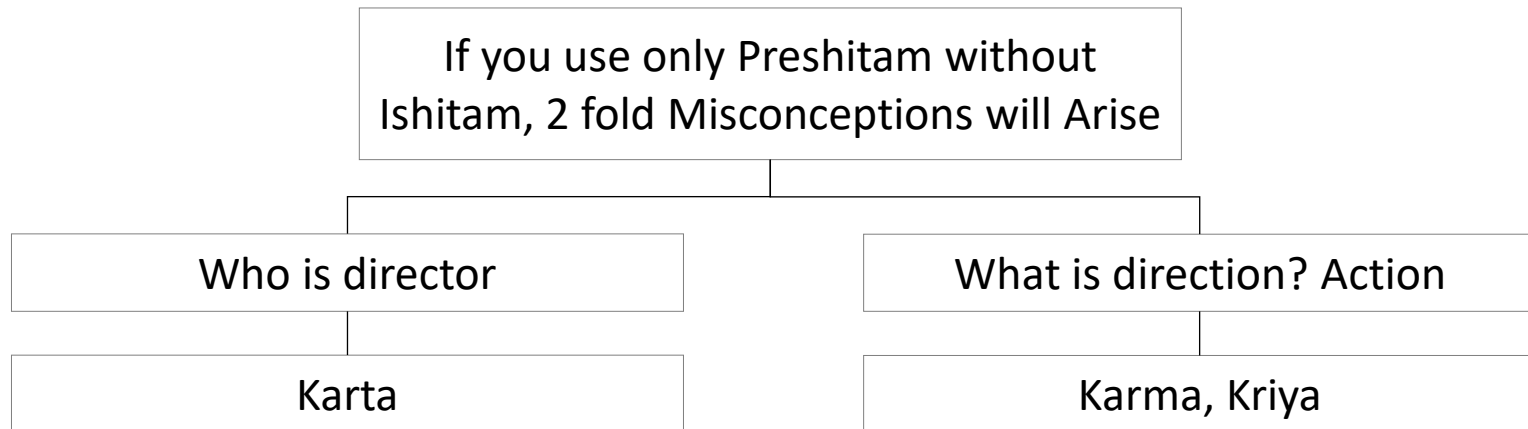 If you use only Preshitam without
Ishitam, 2 fold Misconceptions will Arise
Who is director
What is direction? Action
Karta
Karma, Kriya